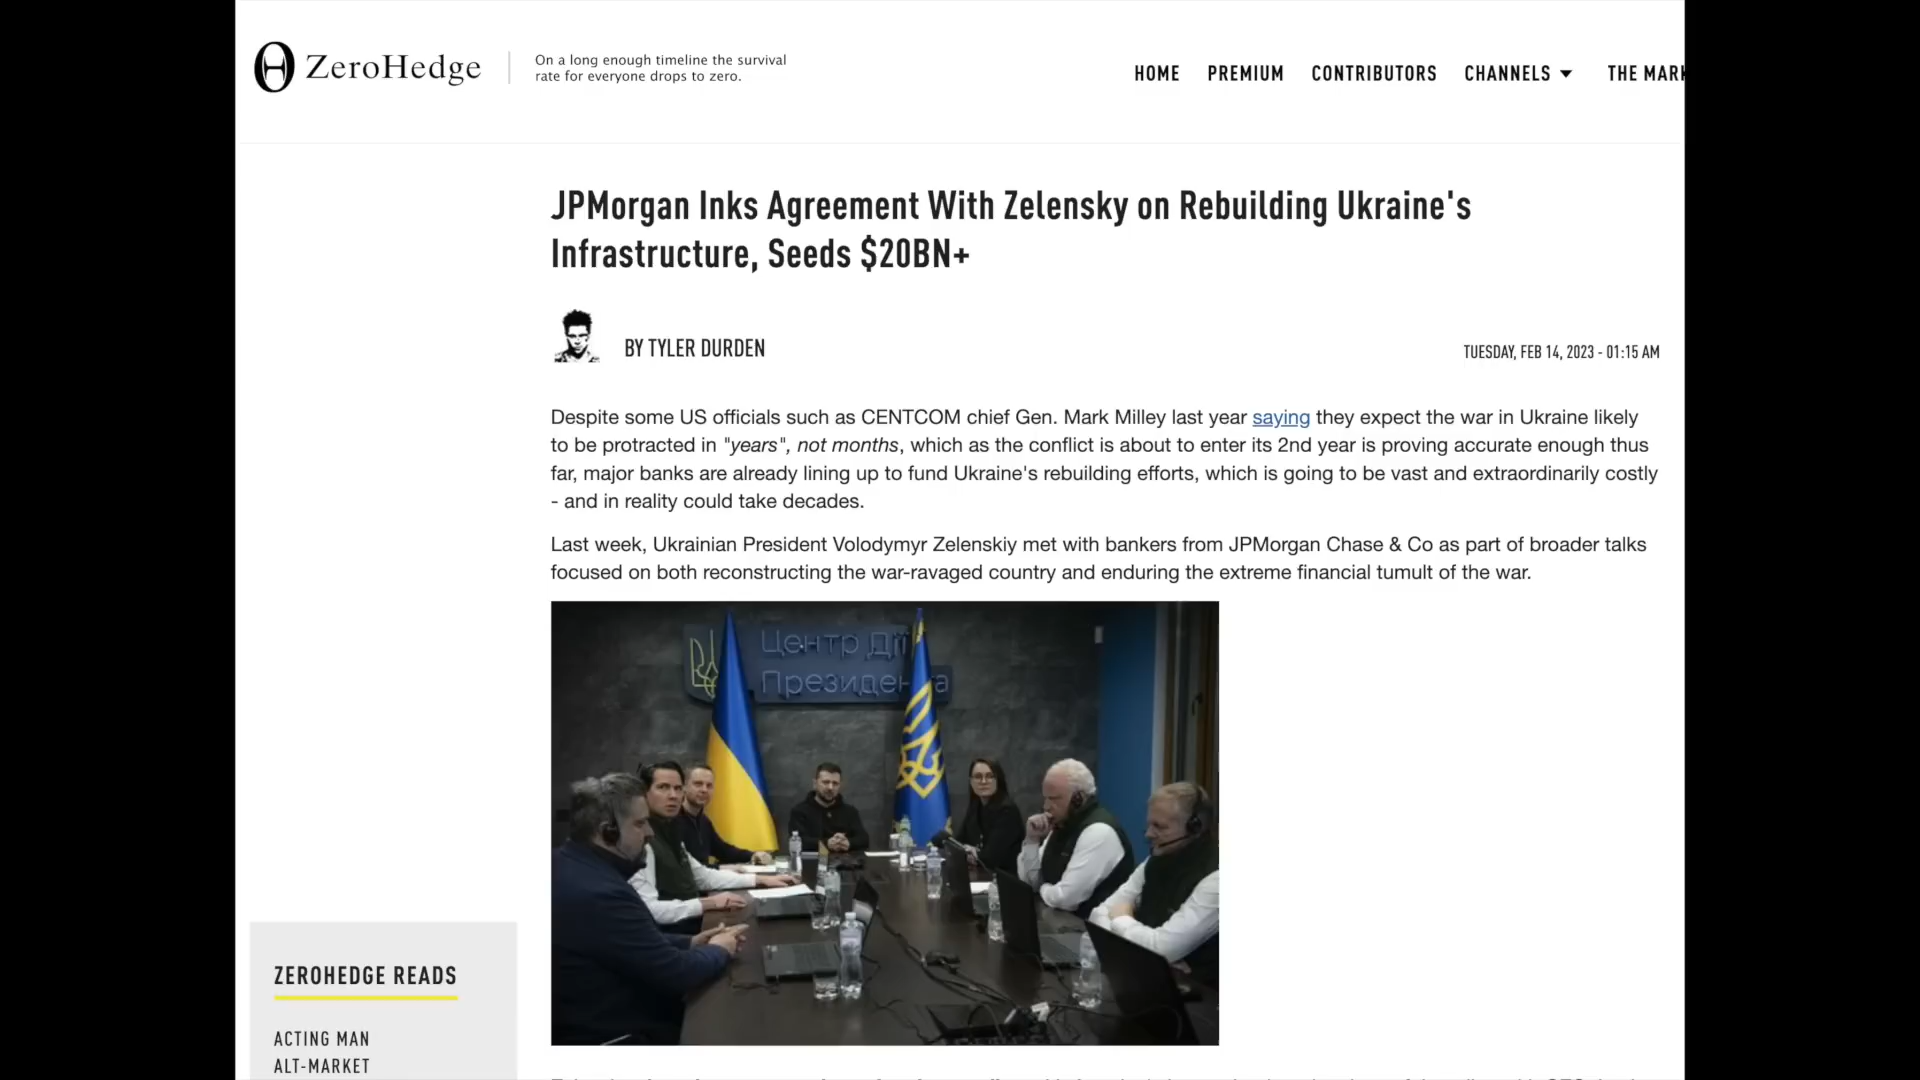 ZeroHedge
On a long enough timeline the survival
rate for everyone drops to zero.
HOME PREMIUM CONTRIBUTORS CHANNELS THE MARK
JPMorgan Inks Agreement With Zelensky on Rebuilding Ukraine's
Infrastructure, Seeds $20BN+
BY TYLER DURDEN
TUESDAY, FEB 14, 2023 - 01:15 AM
Despite some US officials such as CENTCOM chief Gen. Mark Milley last year saying they expect the war in Ukraine likely
to be protracted in "years", not months, which as the conflict is about to enter its 2nd year is proving accurate enough thus
far, major banks are already lining up to fund Ukraine's rebuilding efforts, which is going to be vast and extraordinarily costly
- and in reality could take decades.
Last week, Ukrainian President Volodymyr Zelenskiy met with bankers from JPMorgan Chase & Co as part of broader talks
focused on both reconstructing the war-ravaged country and enduring the extreme financial tumult of the war.
Центр Дії
Президента
ZEROHEDGE READS
ACTING MAN
ALT-MARKET